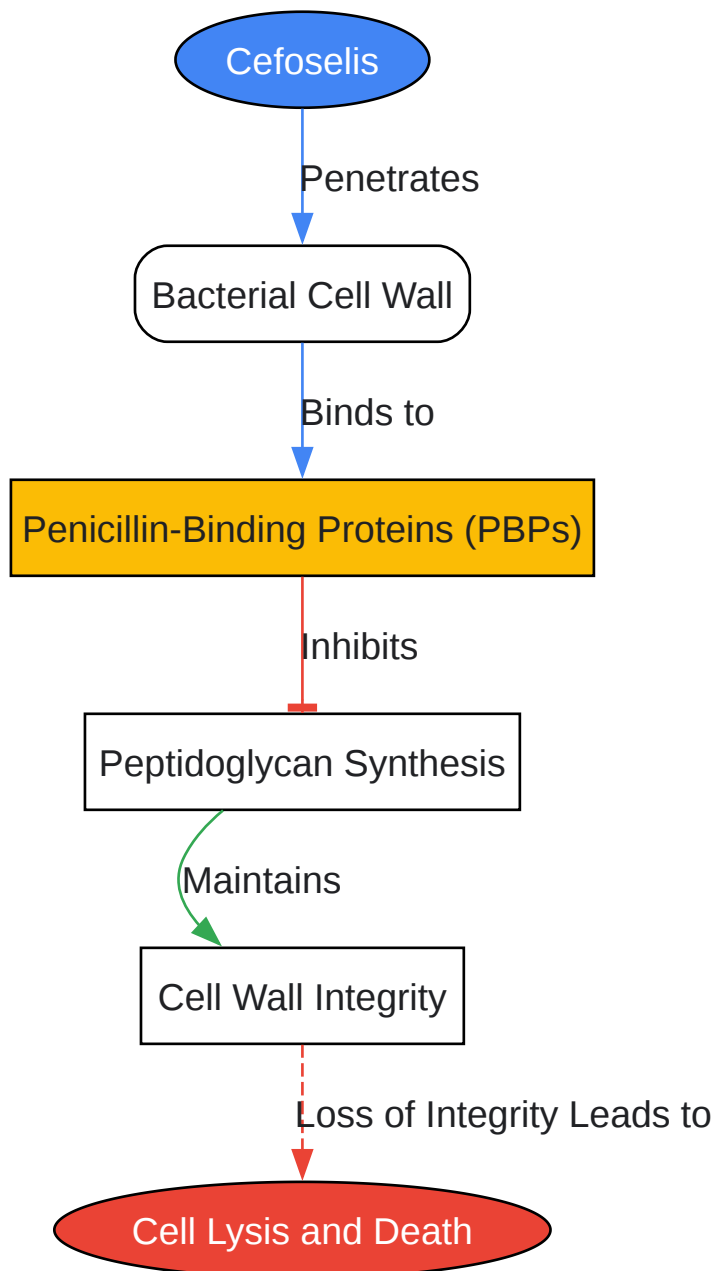 Cefoselis
Penetrates
Bacterial Cell Wall
Binds to
Penicillin-Binding Proteins (PBPs)
Inhibits
Peptidoglycan Synthesis
Maintains
Cell Wall Integrity
Loss of Integrity Leads to
Cell Lysis and Death